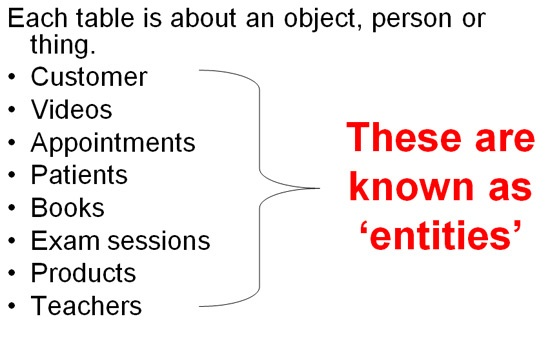 Each table is about an object, person or
thing.
• Customer
• Videos
• Appointments
• Patients
• Books
• Exam sessions
• Products
• Teachers
These are
known as
‘entities’